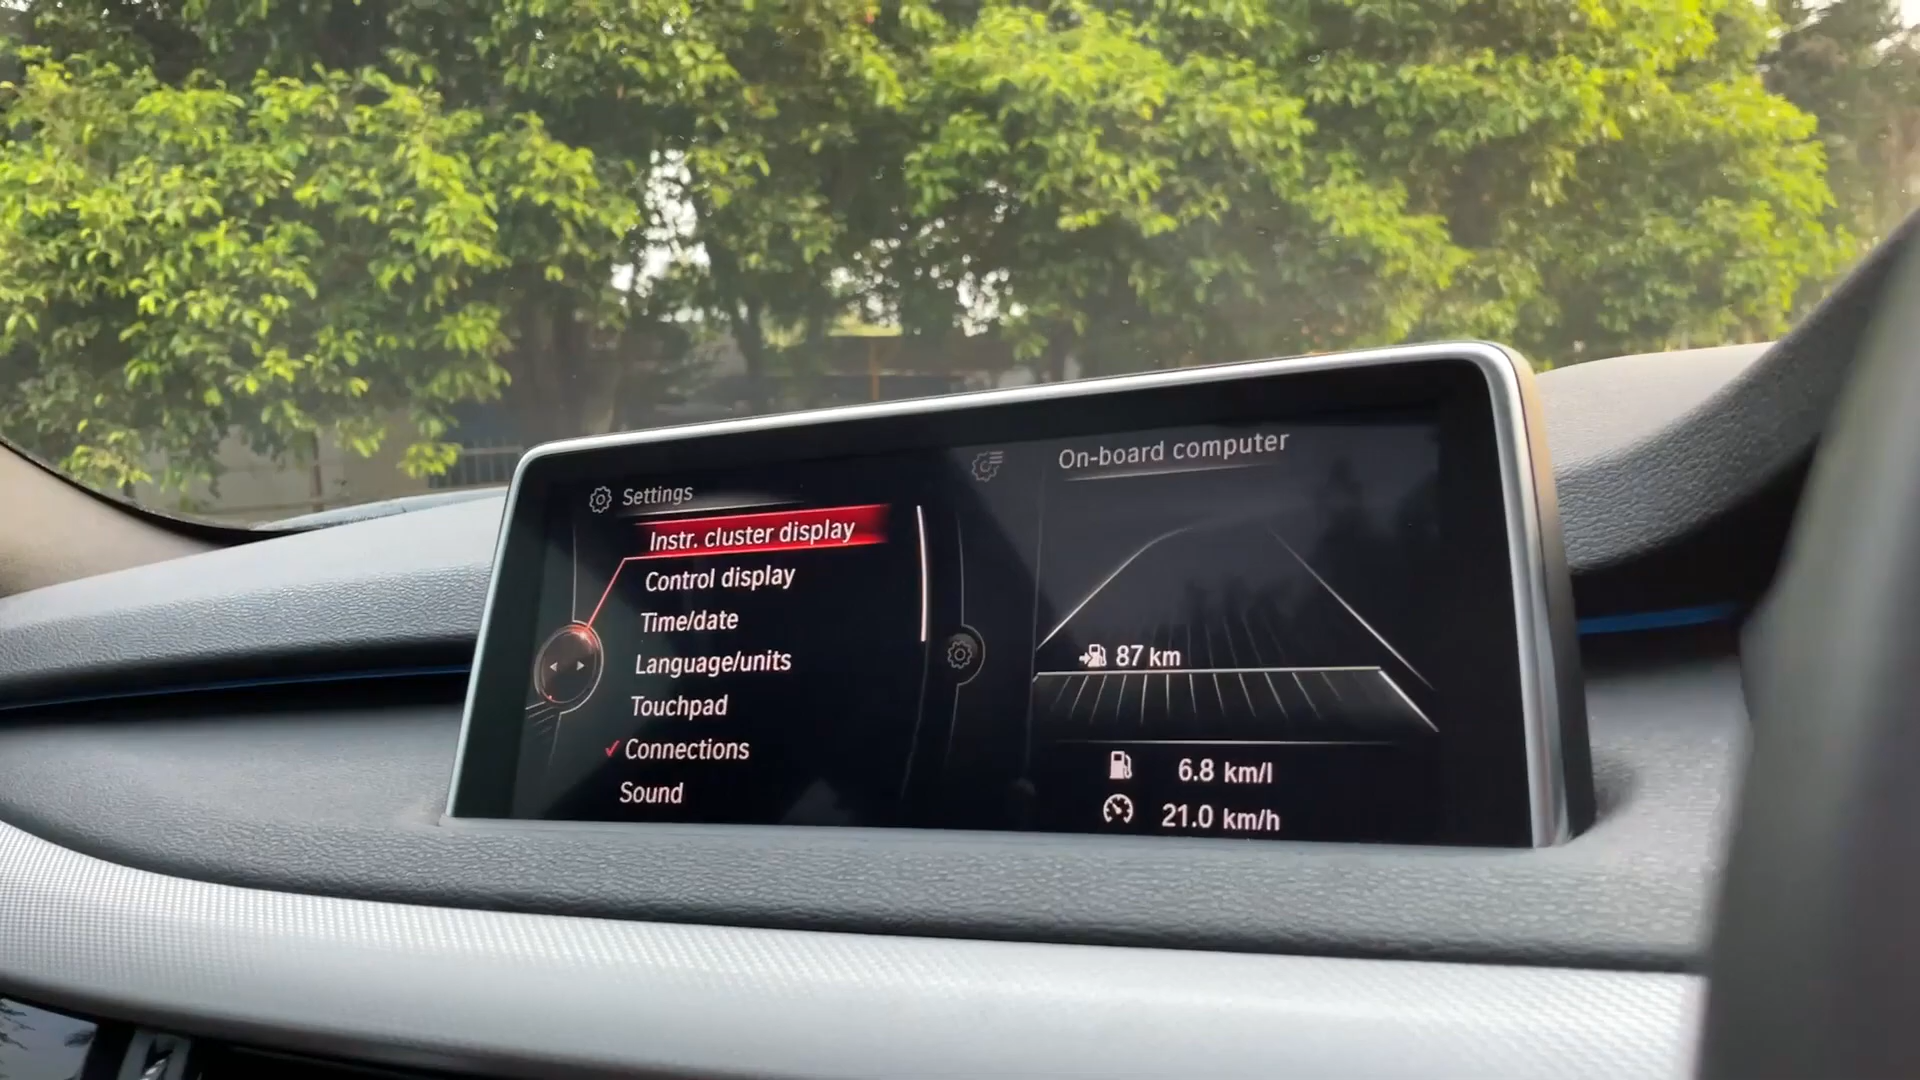 Settings
Instr. cluster display
Control display
Time/date
Language/units
Touchpad
✓ Connections
Sound
On-board computer
87 km
6.8 km/l
21.0 km/h